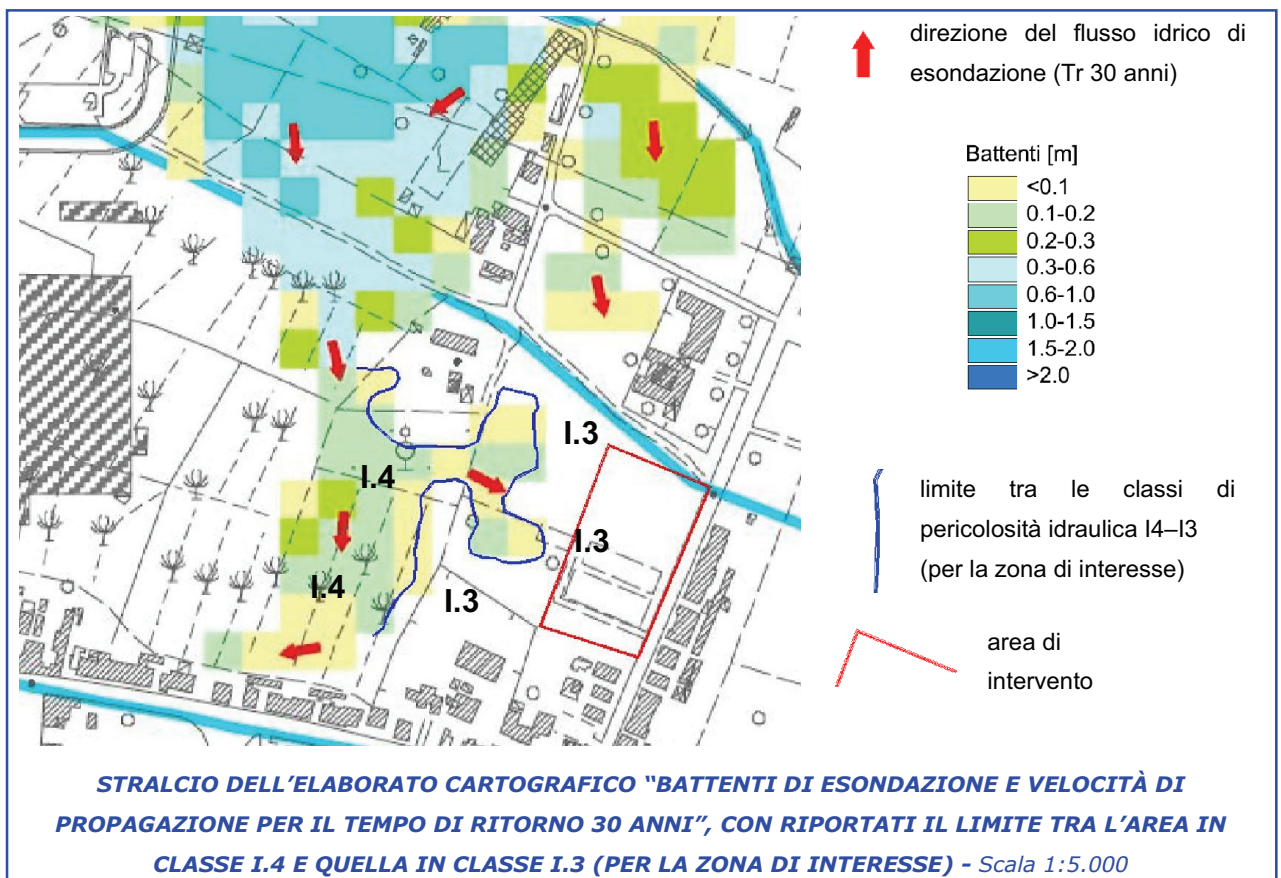 direzione del flusso idrico di
esondazione (Tr 30 anni)
Battenti [m]
<0.1
0.1-0.2
0.2-0.3
0.3-0.6
0.6-1.0
1.0-1.5
1.5-2.0
>2.0
I.3
I.4
I.3
I.4
I.3
limite tra le classi di
pericolosità idraulica I4–I3
(per la zona di interesse)
area di
intervento
STRALCIO DELL'ELABORATO CARTOGRAFICO “BATTENTI DI ESONDAZIONE E VELOCITÀ DI
PROPAGAZIONE PER IL TEMPO DI RITORNO 30 ANNI”, CON RIPORTATI IL LIMITE TRA L'AREA IN
CLASSE I.4 E QUELLA IN CLASSE I.3 (PER LA ZONA DI INTERESSE) - Scala 1:5.000